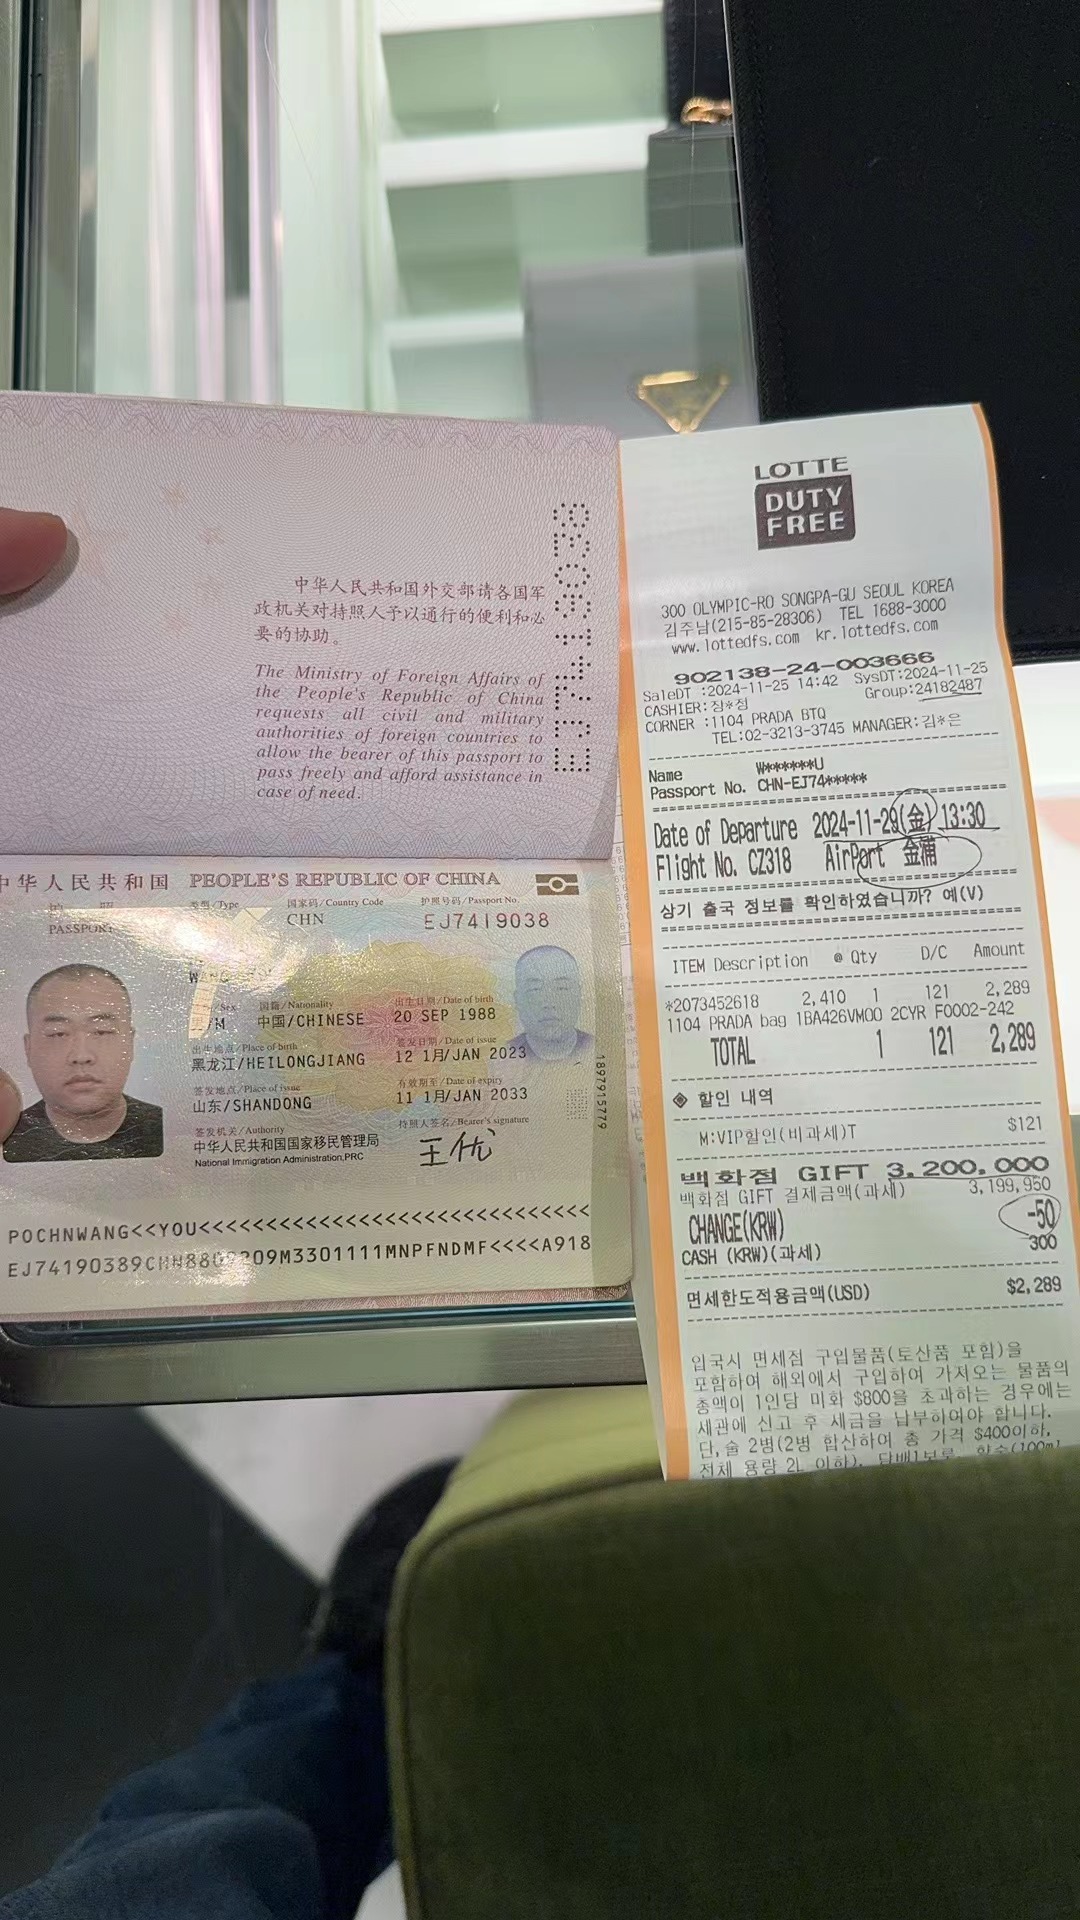 中华人民共和国外交部请各国军
政机关对持照人予以通行的便利和必
要的协助。
The Ministry of Foreign Affairs of
the People's Republic of China
requests all civil and military
authorities of foreign countries to
allow the bearer of this passport to
pass freely and afford assistance in
case of need.
EJ7419038
中华人民共和国 PEOPLE'S REPUBLIC OF CHINA
类型/Type 国家码/Country Code 护照号码/Passport No.
PASSPORT CHN EJ7419038
Sex 国籍/Nationality 出生日期/Date of birth
/M 中国/CHINESE 20 SEP 1988
出生地点/Place of birth 签发日期/Date of issue
黑龙江/HEILONGJIANG 12 1月/JAN 2023
签发地点/Place of issue 有效期至/Date of expiry
山东/SHANDONG 11 1月/JAN 2033
签发机关/Authority 持照人签名/Bearer's signature
中华人民共和国国家移民管理局
National Immigration Administration,PRC
王优
1897915779
POCHNWANG<<YOU<<<<<<<<<<<<<<<<<<<<<<<<<<<<<<
LOTTE
DUTY
FREE
300 OLYMPIC-RO SONGPA-GU SEOUL KOREA
김주남(215-85-28306) TEL 1688-3000
www.lottedfs.com kr.lottedfs.com
902138-24-003666
SaleDT :2024-11-25 14:42 SysDT:2024-11-25
CASHIER:장*정 Group:24182487
CORNER :1104 PRADA BTQ
TEL:02-3213-3745 MANAGER:김*은
Name W******U
Passport No. CHN-EJ74*****
Date of Departure 2024-11-29(金) 13:30
Flight No. CZ318 AirPort 金浦
상기 출국 정보를 확인하였습니까? 예(V)
ITEM Description @ Qty D/C Amount
*2073452618 2,410 1 121 2,289
1104 PRADA bag 1BA426VMOO 2CYR F0002-242
TOTAL 1 121 2,289
◈ 할인 내역
M:VIP할인(비과세)T $121
백화점 GIFT 3,200,000
백화점 GIFT 결제금액(과세) 3,199,950
CHANGE(KRW) -50
CASH (KRW)(과세) 300
면세한도적용금액(USD) $2,289
입국시 면세점 구입물품(토산품 포함)을
포함하여 해외에서 구입하여 가져오는 물품의
총액이 1인당 미화 $800을 초과하는 경우에는
세관에 신고 후 세금을 납부하여야 합니다.
단,술 2병(2병 합산하여 총 가격 $400이하,
전체 용량 2L 이하), 담배1보루, 향수(100ml